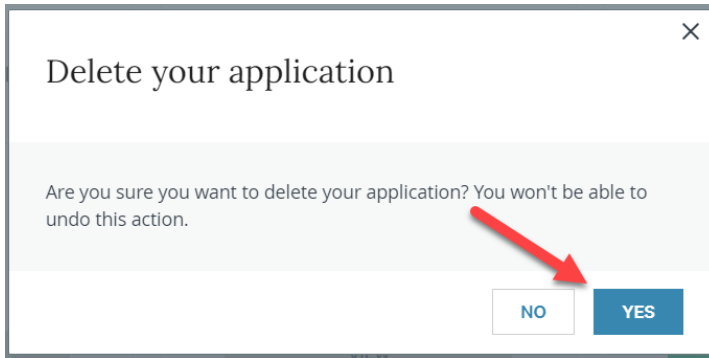 Delete your application
Are you sure you want to delete your application? You won't be able to
undo this action.
NO
YES